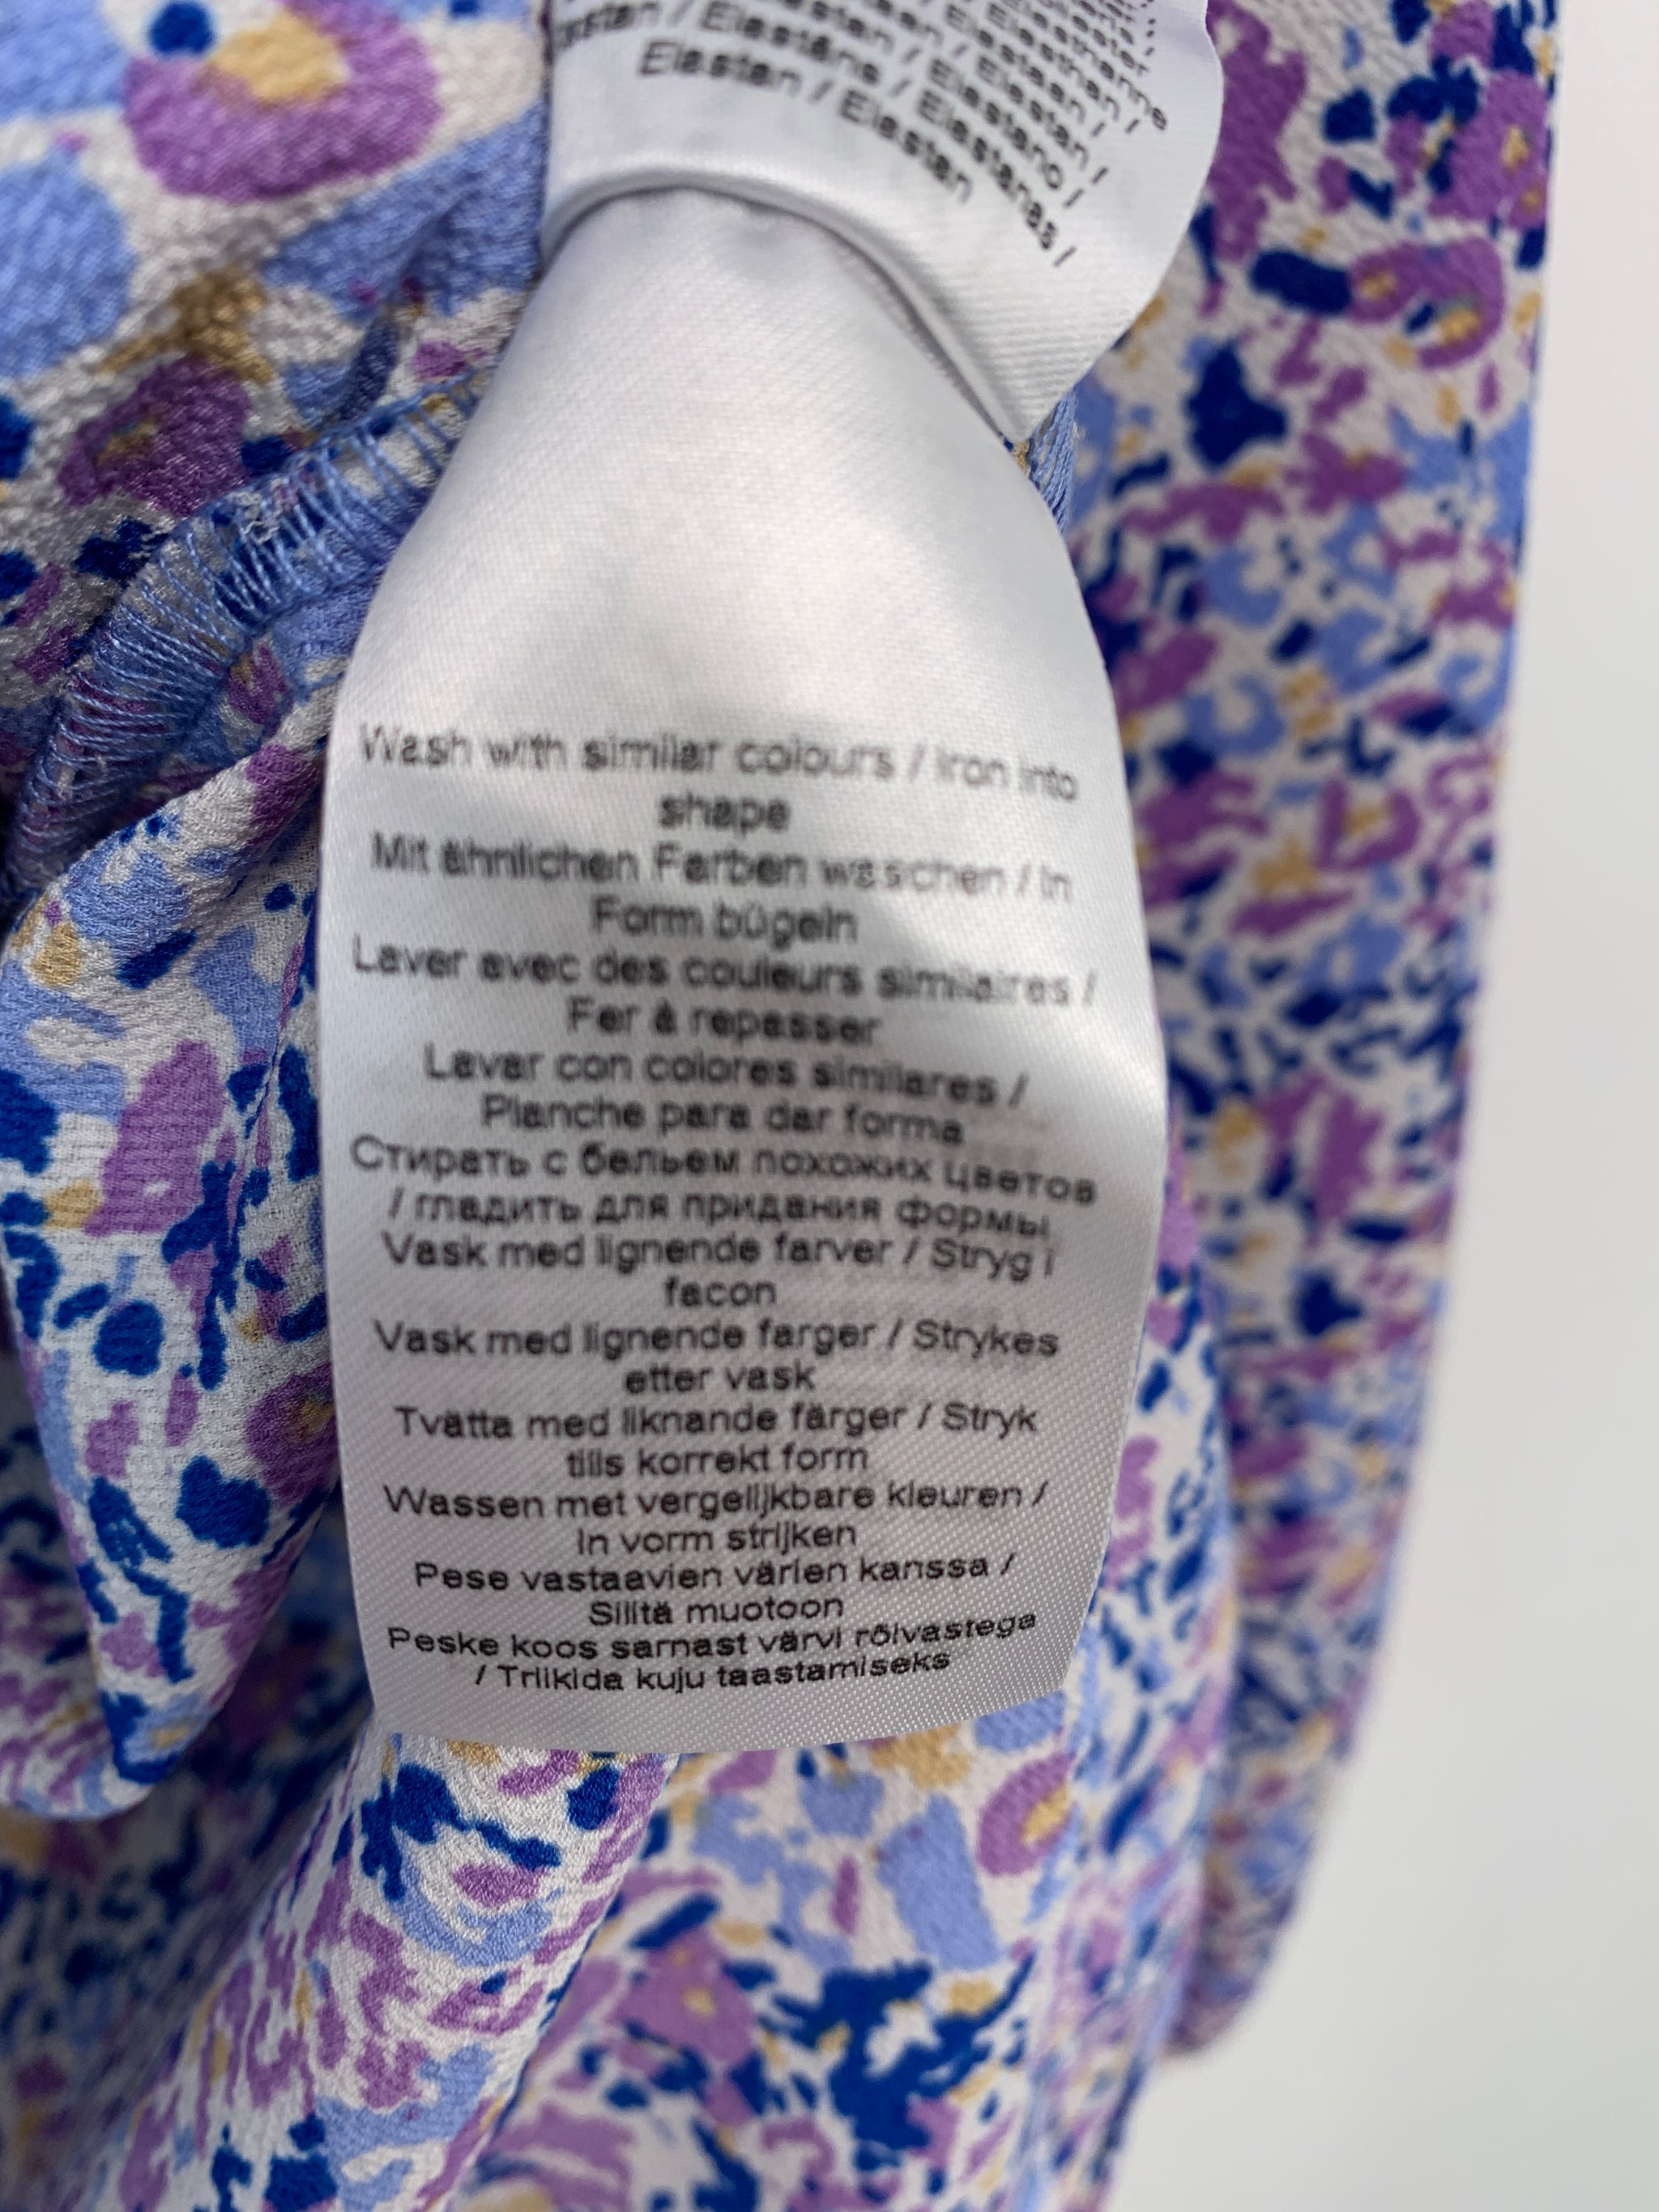 Elastan / Elastāns / Elastanas /
Elastan / Elastan
Wash with similar colours / Iron into
shape
Mit ähnlichen Farben waschen / In
Form bügeln
Laver avec des couleurs similaires /
Fer à repasser
Lavar con colores similares /
Planche para dar forma
Стирать с бельем похожих цветов
/ гладить для придания формы
Vask med lignende farver / Stryg i
facon
Vask med lignende farger / Strykes
etter vask
Tvätta med liknande färger / Stryk
tills korrekt form
Wassen met vergelijkbare kleuren /
In vorm strijken
Pese vastaavien värien kanssa /
Silitä muotoon
Peske koos sarnast värvi rõivastega
/ Triikida kuju taastamiseks